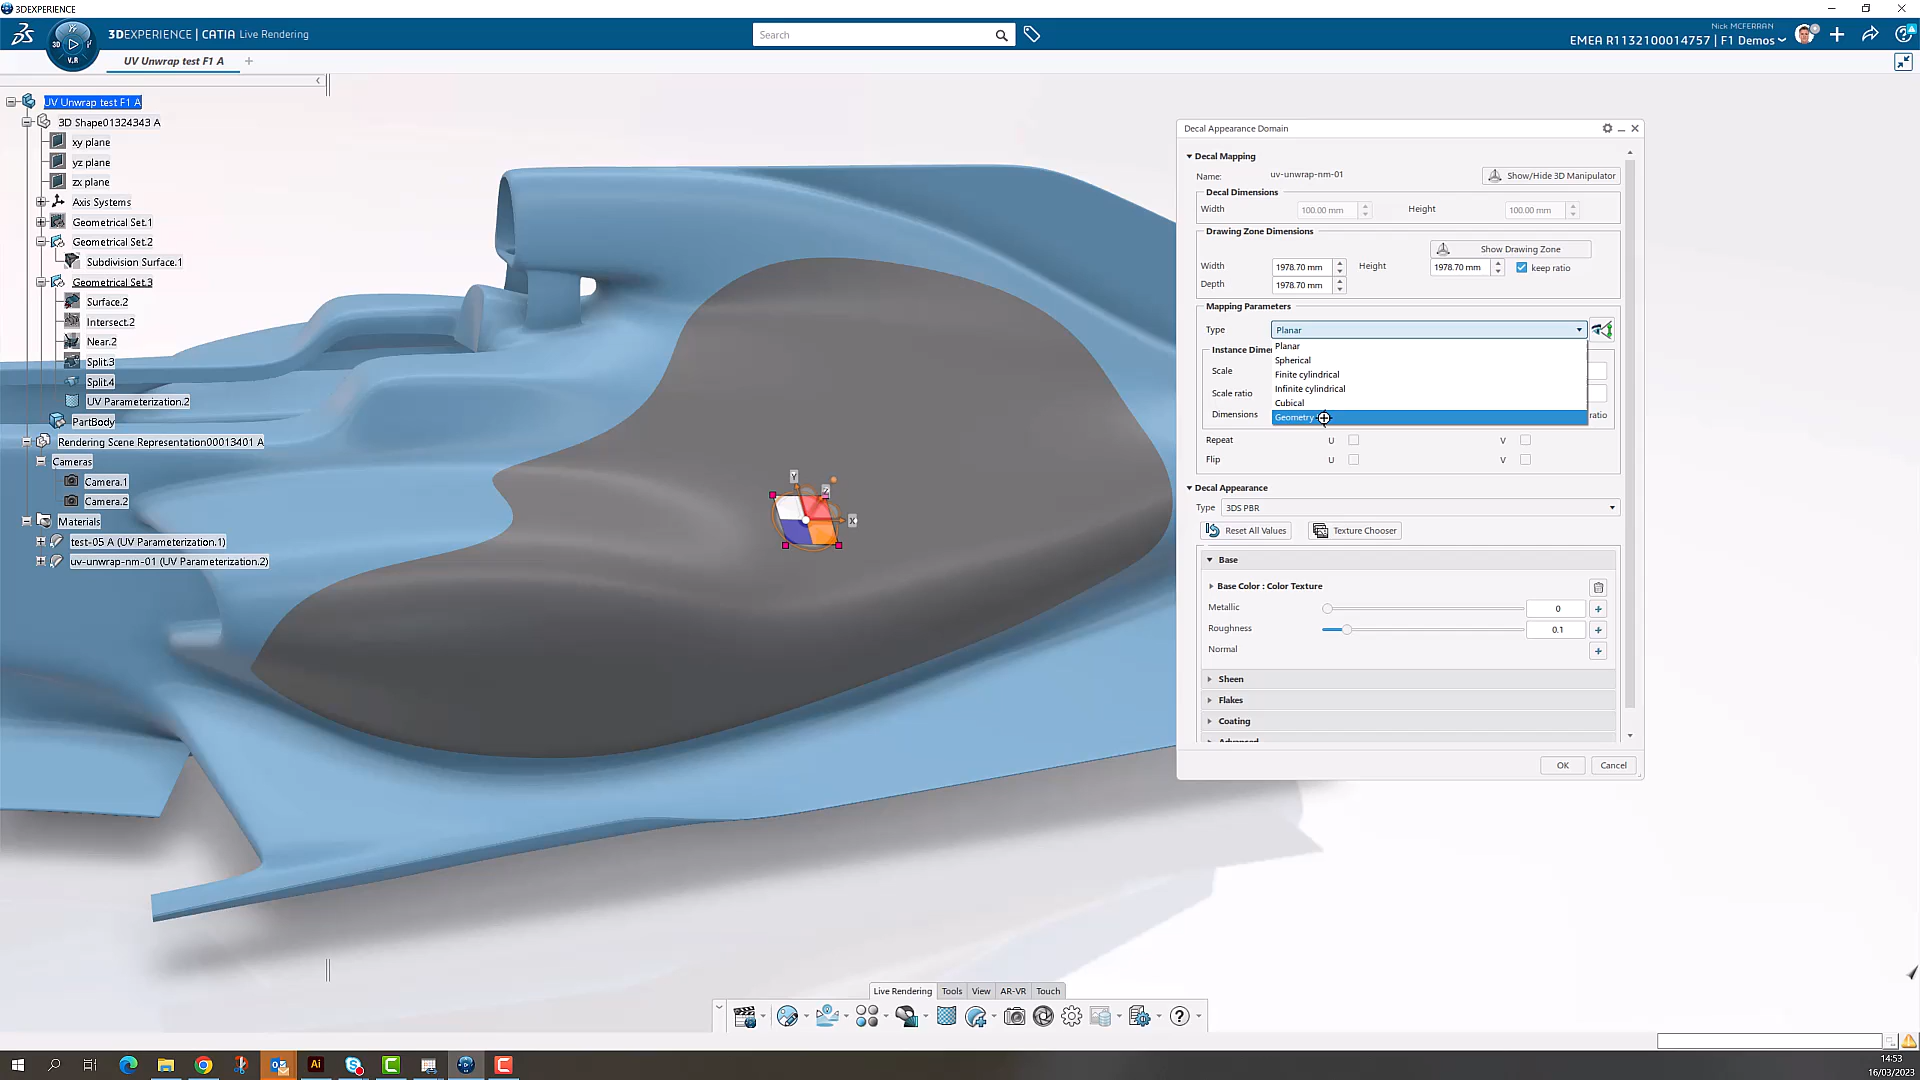 3DEXPERIENCE
3DEXPERIENCE | CATIA Live Rendering
Search
Nick MCFERRAN
EMEA R1132100014757 | F1 Demos
3D
V.R
UV Unwrap test F1 A
UV Unwrap test F1 A
3D Shape01324343 A
xy plane
yz plane
zx plane
Axis Systems
Geometrical Set.1
Geometrical Set.2
Subdivision Surface.1
Geometrical Set.3
Surface.2
Intersect.2
Near.2
Split.3
Split.4
UV Parameterization.2
PartBody
Rendering Scene Representation00013401 A
Cameras
Camera.1
Camera.2
Materials
test-05 A (UV Parameterization.1)
uv-unwrap-nm-01 (UV Parameterization.2)
Y
Z
X
Decal Appearance Domain
Decal Mapping
Name: uv-unwrap-nm-01 Show/Hide 3D Manipulator
Decal Dimensions
Width 100.00 mm Height 100.00 mm
Drawing Zone Dimensions
Show Drawing Zone
Width 1978.70 mm Height 1978.70 mm keep ratio
Depth 1978.70 mm
Mapping Parameters
Type Planar
Planar
Instance Dime
Spherical
Scale
Finite cylindrical
Infinite cylindrical
Scale ratio
Cubical
Dimensions Geometry ratio
Repeat U V
Flip U V
Decal Appearance
Type 3DS PBR
Reset All Values Texture Chooser
Base
Base Color : Color Texture
Metallic 0
Roughness 0.1
Normal
Sheen
Flakes
Coating
Advanced
OK Cancel
Live Rendering Tools View AR-VR Touch
Ai
14:53
16/03/2023